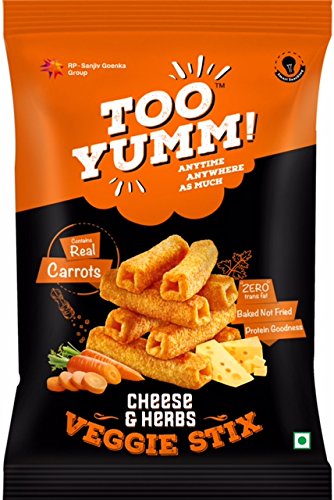 RP-Sanjiv Goenka
Group
TOO
YUMM!
TM
ANYTIME
ANYWHERE
AS MUCH
Contains
Real
Carrots
ZERO
trans fat
Baked Not Fried
Protein Goodness
CHEESE
& HERBS
VEGGIE STIX